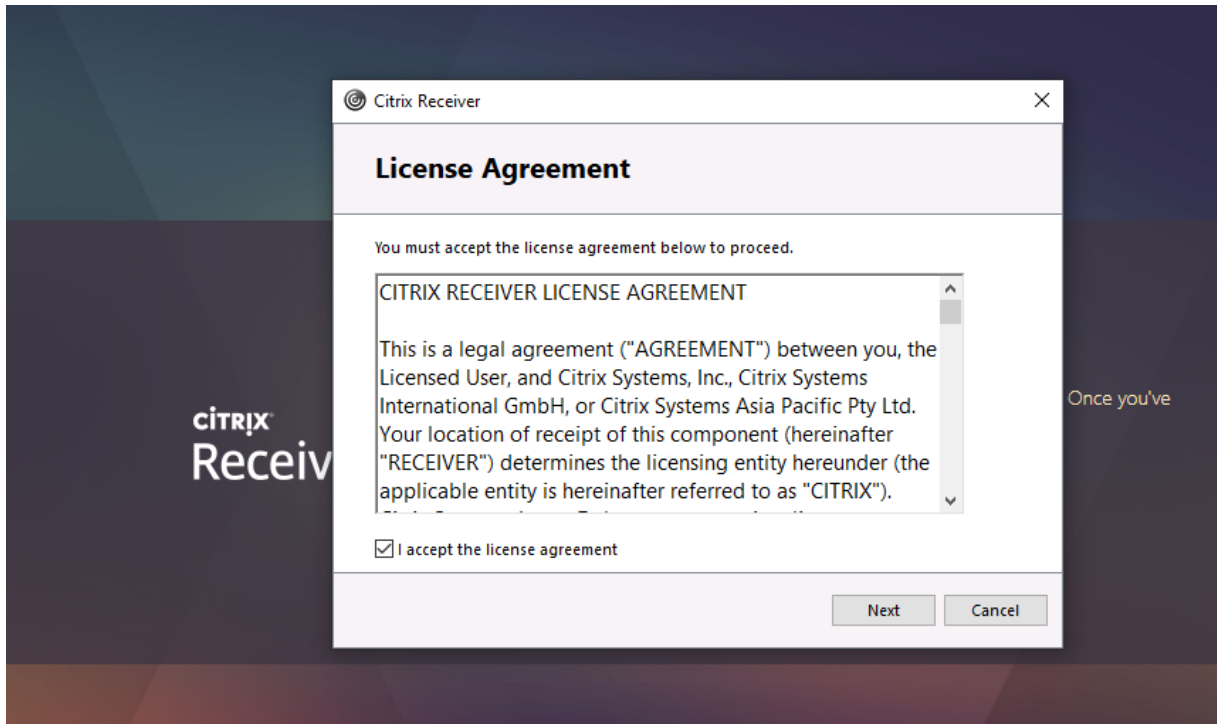 Citrix Receiver
License Agreement
You must accept the license agreement below to proceed.
CITRIX RECEIVER LICENSE AGREEMENT
This is a legal agreement ("AGREEMENT") between you, the
Licensed User, and Citrix Systems, Inc., Citrix Systems
International GmbH, or Citrix Systems Asia Pacific Pty Ltd.
Your location of receipt of this component (hereinafter
"RECEIVER") determines the licensing entity hereunder (the
applicable entity is hereinafter referred to as "CITRIX").
I accept the license agreement
Next Cancel
CİTRIX
Receiv
Once you've